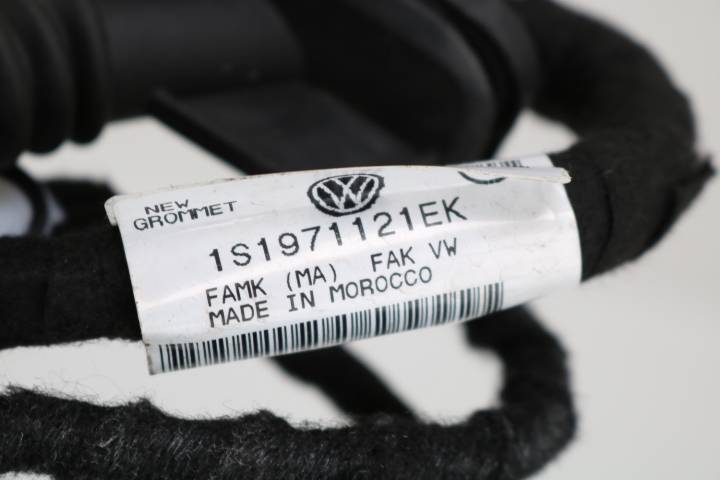 NEW
GROMMET
1S1971121EK
FAMK (MA) FAK VW
MADE IN MOROCCO